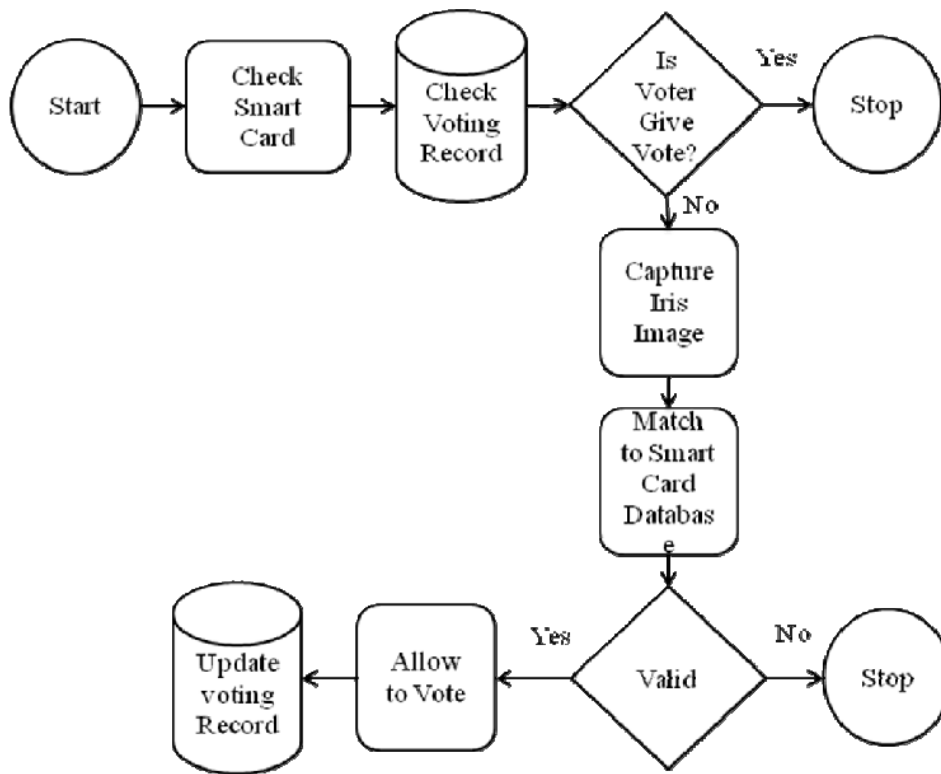 Start
Check
Smart
Card
Check
Voting
Record
Is
Voter
Give
Vote?
Yes
Stop
No
Capture
Iris
Image
Match
to Smart
Card
Databas
e
Valid
Yes
No
Stop
Allow
to Vote
Update
voting
Record